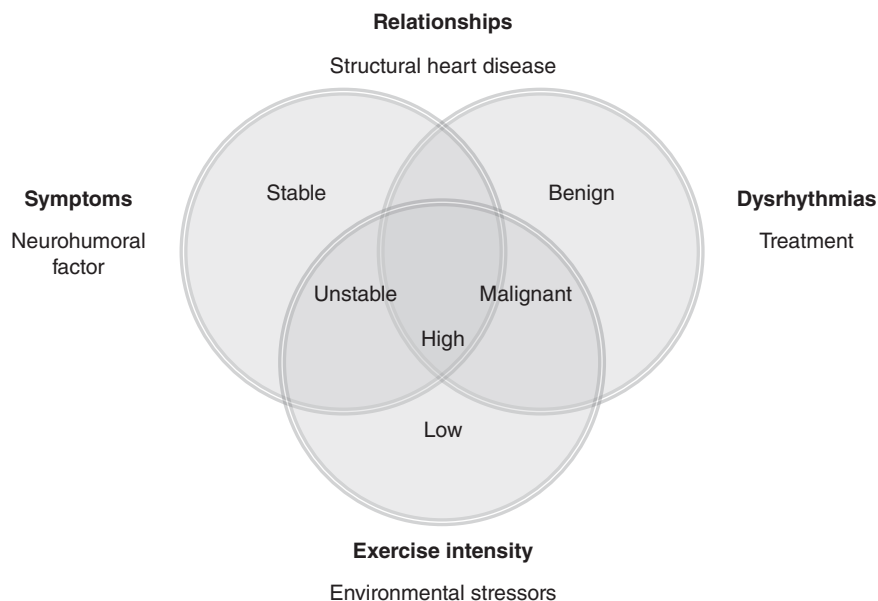 Relationships
Structural heart disease
Symptoms
Neurohumoral
factor
Stable
Benign
Dysrhythmias
Treatment
Unstable
Malignant
High
Low
Exercise intensity
Environmental stressors